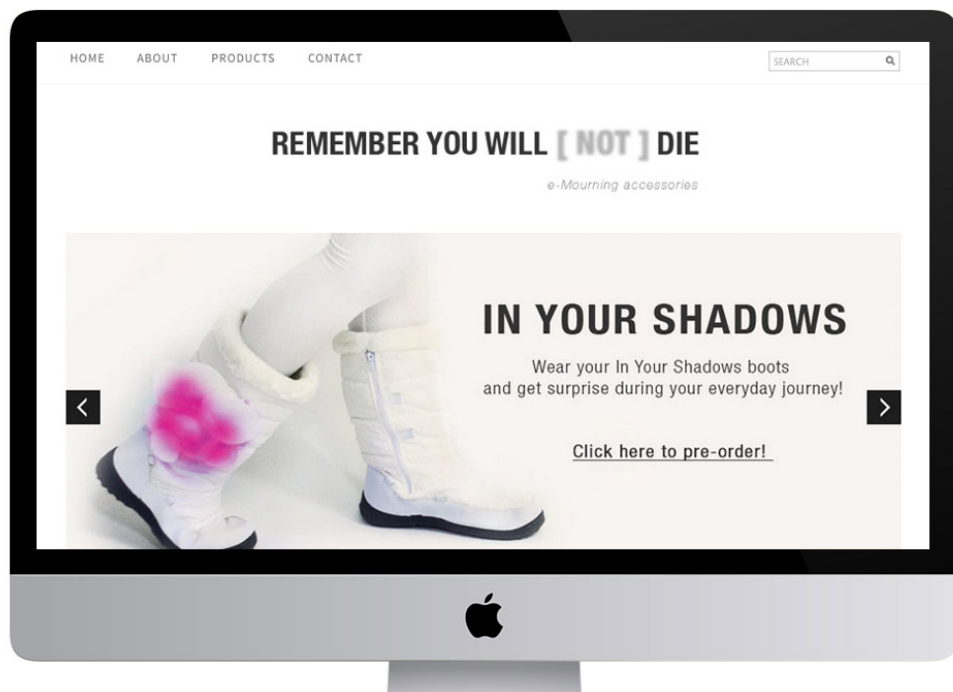 HOME ABOUT PRODUCTS CONTACT SEARCH
REMEMBER YOU WILL [ NOT ] DIE
e-Mourning accessories
IN YOUR SHADOWS
Wear your In Your Shadows boots
and get surprise during your everyday journey!
Click here to pre-order!